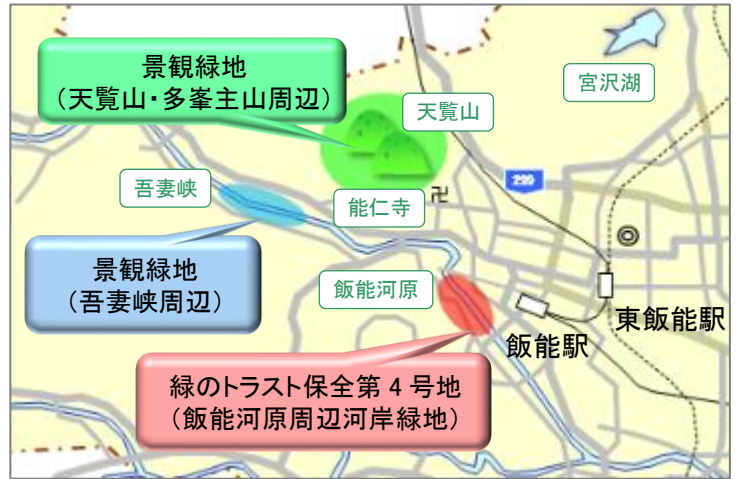 景観緑地
（天覧山・多峯主山周辺）
天覧山
宮沢湖
吾妻峡
能仁寺
卍
299
景観緑地
（吾妻峡周辺）
飯能河原
飯能駅
東飯能駅
緑のトラスト保全第 4 号地
（飯能河原周辺河岸緑地）